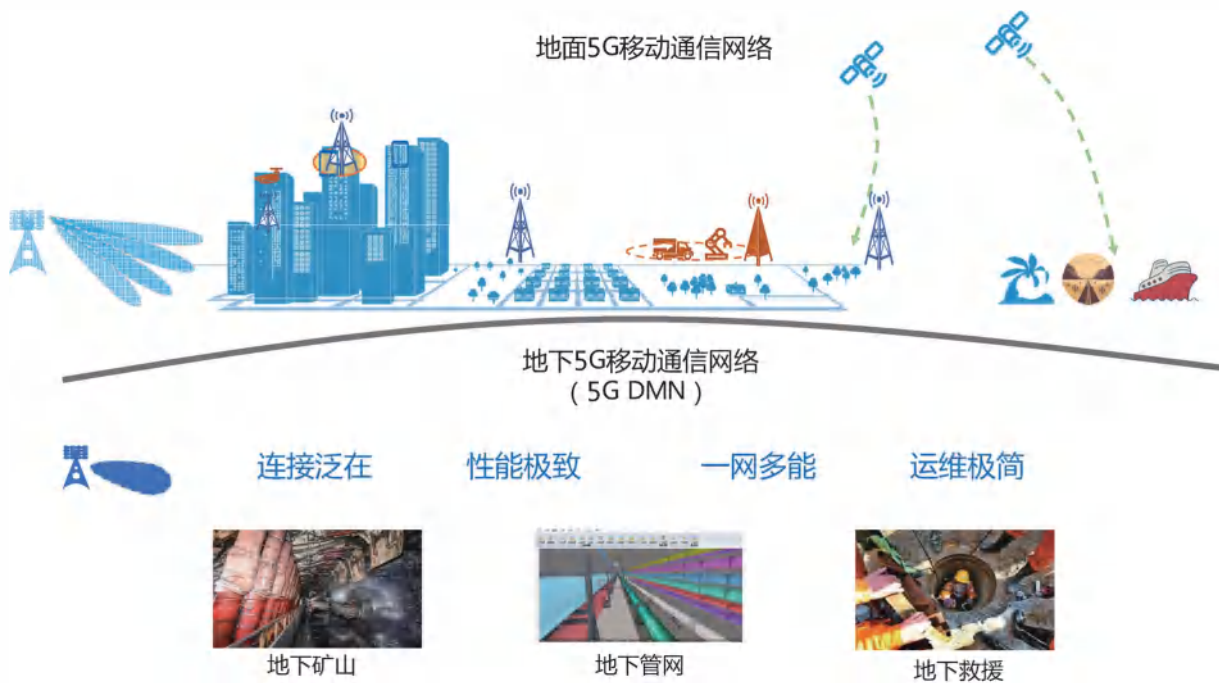 地面5G移动通信网络
地下5G移动通信网络
（5G DMN）
连接泛在
性能极致
一网多能
运维极简
地下矿山
地下管网
地下救援